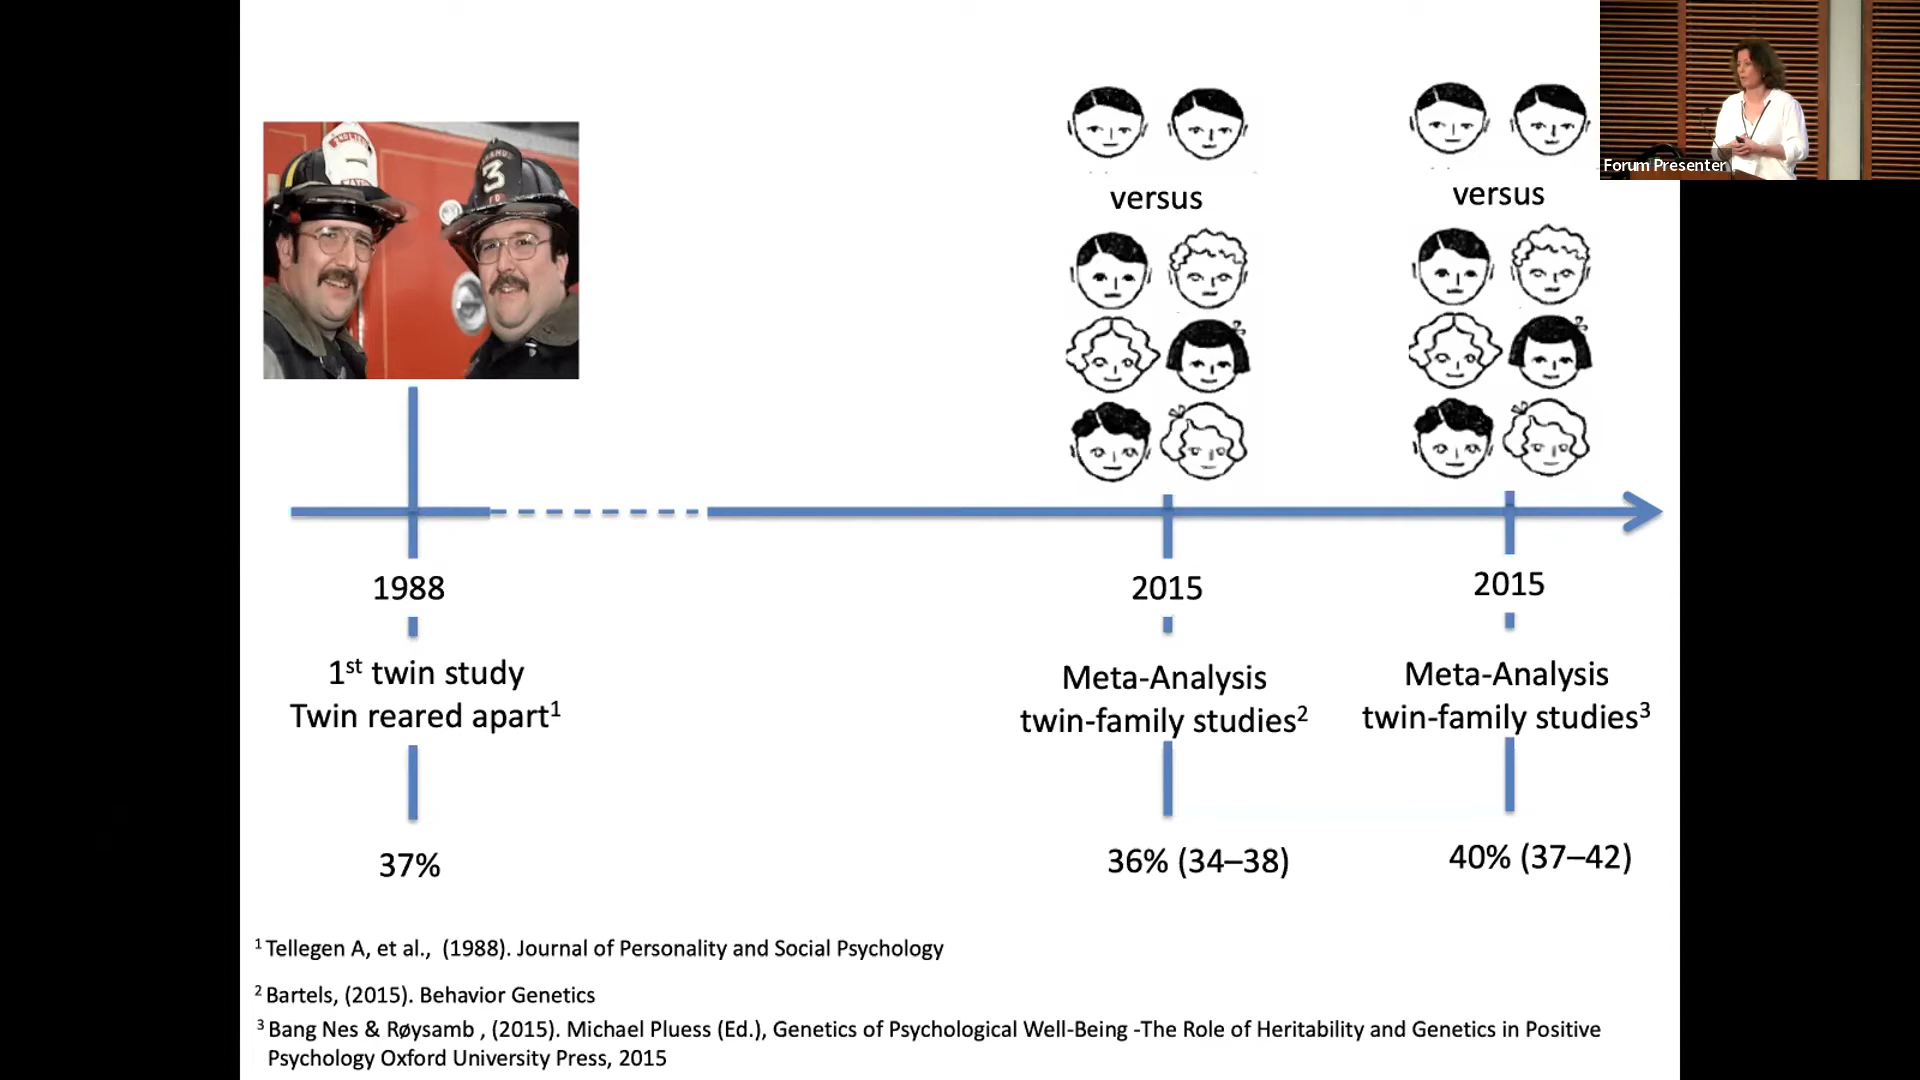 Forum Presenter
3
FD
versus
versus
1988
2015
2015
1st twin study
Twin reared apart1
Meta-Analysis
twin-family studies2
Meta-Analysis
twin-family studies3
37%
36% (34–38)
40% (37–42)
1 Tellegen A, et al., (1988). Journal of Personality and Social Psychology
2 Bartels, (2015). Behavior Genetics
3 Bang Nes & Røysamb , (2015). Michael Pluess (Ed.), Genetics of Psychological Well-Being -The Role of Heritability and Genetics in Positive
Psychology Oxford University Press, 2015